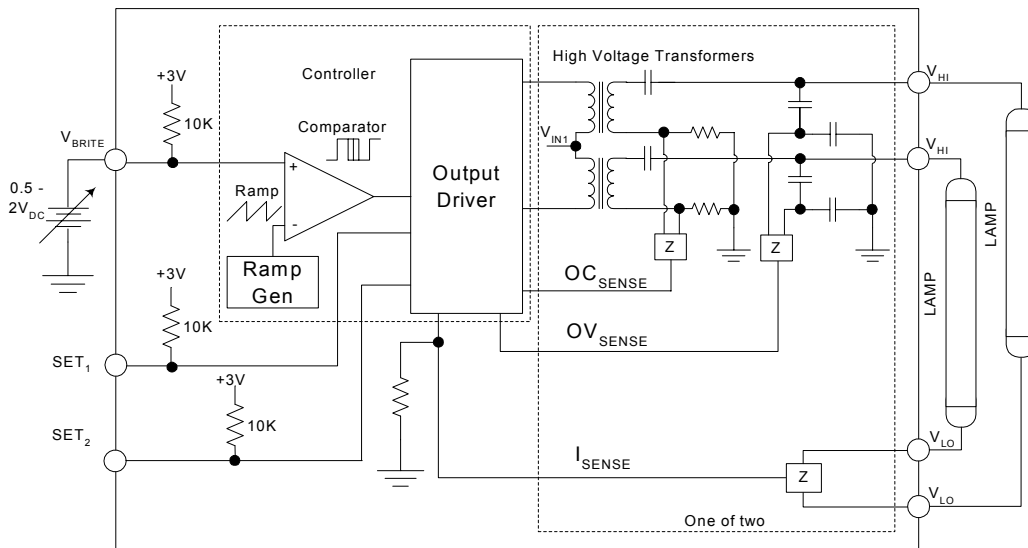 High Voltage Transformers
Controller
+3V
10K
V_BRITE
Comparator
V_HI
V_IN1
V_HI
+
-
Ramp
Output
Driver
0.5 -
2V_DC
Ramp
Gen
Z
Z
LAMP
LAMP
OC_SENSE
+3V
10K
OV_SENSE
SET_1
+3V
10K
SET_2
V_LO
I_SENSE
Z
V_LO
One of two